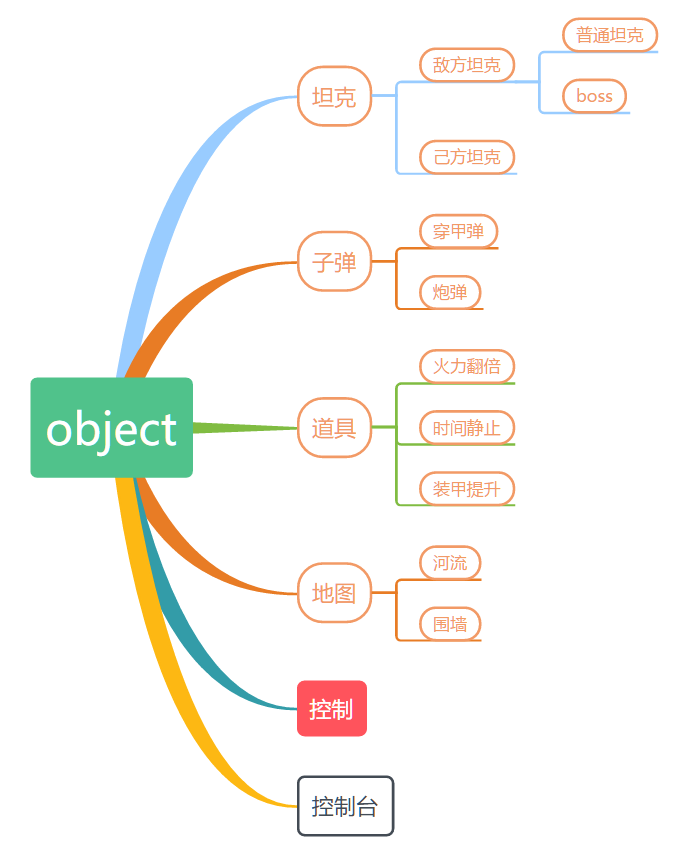 object
坦克
敌方坦克
普通坦克
boss
己方坦克
子弹
穿甲弹
炮弹
道具
火力翻倍
时间静止
装甲提升
地图
河流
围墙
控制
控制台